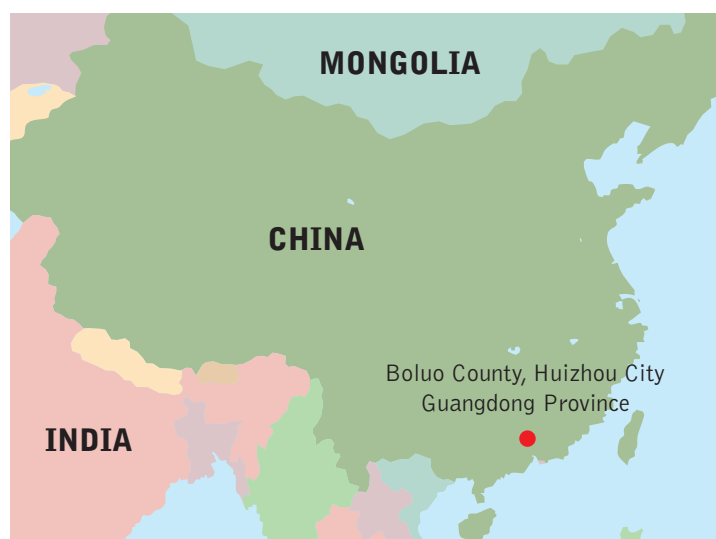 MONGOLIA
CHINA
Boluo County, Huizhou City
Guangdong Province
INDIA